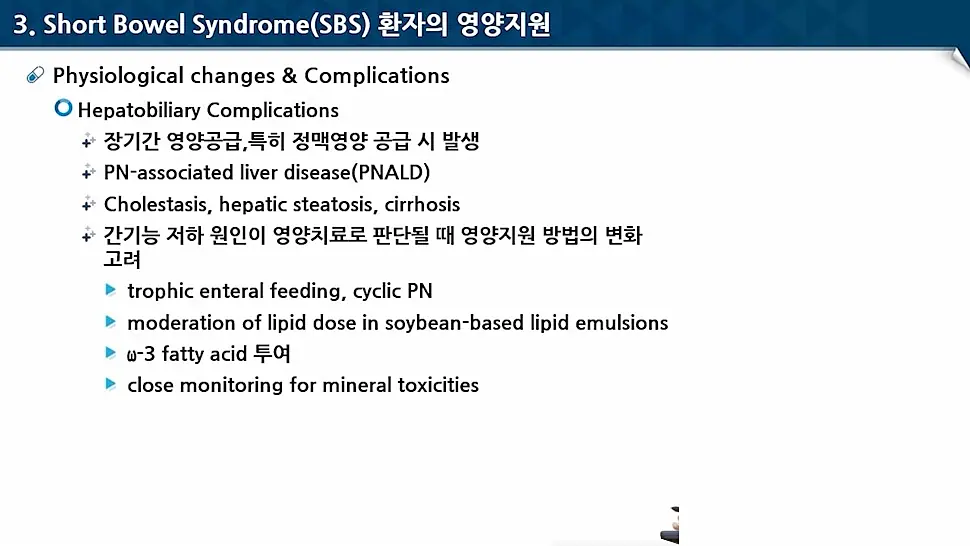 3. Short Bowel Syndrome(SBS) 환자의 영양지원
Physiological changes & Complications
Hepatobiliary Complications
장기간 영양공급,특히 정맥영양 공급 시 발생
PN-associated liver disease(PNALD)
Cholestasis, hepatic steatosis, cirrhosis
간기능 저하 원인이 영양치료로 판단될 때 영양지원 방법의 변화
고려
trophic enteral feeding, cyclic PN
moderation of lipid dose in soybean-based lipid emulsions
ω-3 fatty acid 투여
close monitoring for mineral toxicities